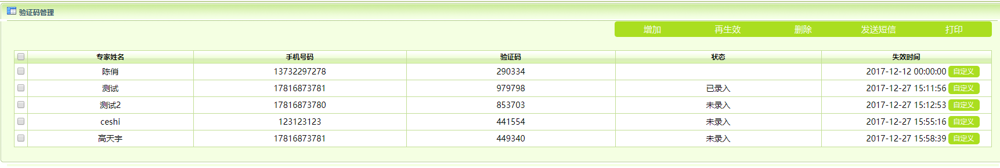 验证码管理
增加 再生效 删除 发送短信 打印
专家姓名 手机号码 验证码 状态 失效时间
陈俏 13732297278 290334 2017-12-12 00:00:00 自定义
测试 17816873781 979798 已录入 2017-12-27 15:11:56 自定义
测试2 17816873780 853703 未录入 2017-12-27 15:12:53 自定义
ceshi 123123123 441554 未录入 2017-12-27 15:55:16 自定义
高天宇 17816873781 449340 未录入 2017-12-27 15:58:39 自定义